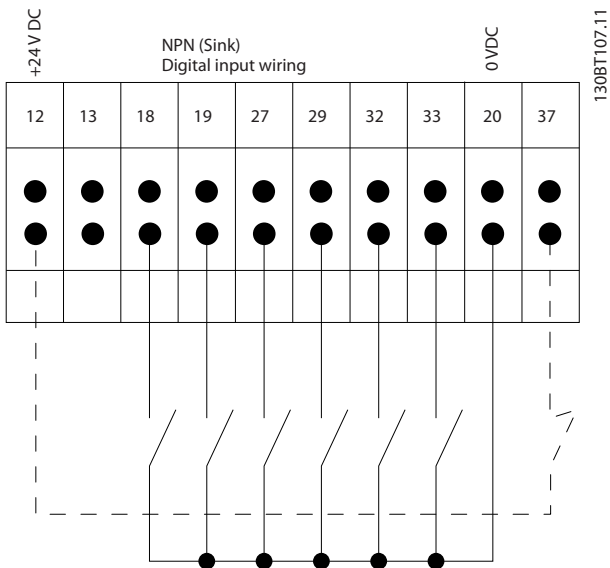 +24 V DC
NPN (Sink)
Digital input wiring
0 VDC
130BT107.11
12 13 18 19 27 29 32 33 20 37